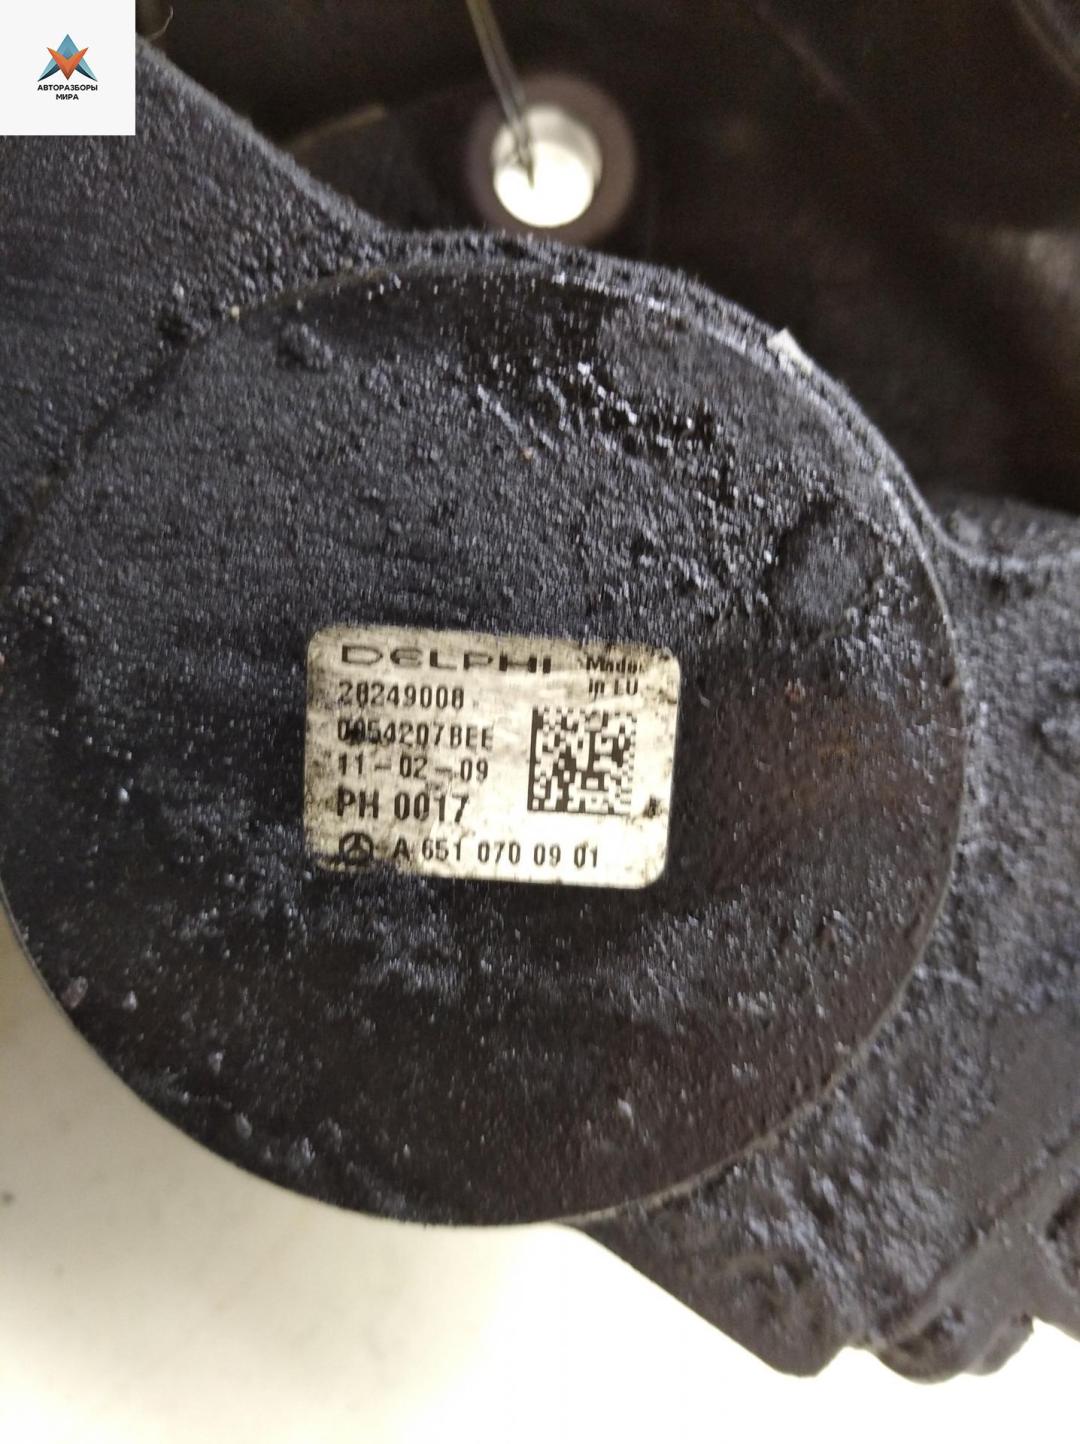 АВТОРАЗБОРЫ
МИРА
DELPHI
Made
in EU
28249008
0054207BEE
11-02-09
PH 0017
A 651 070 09 01